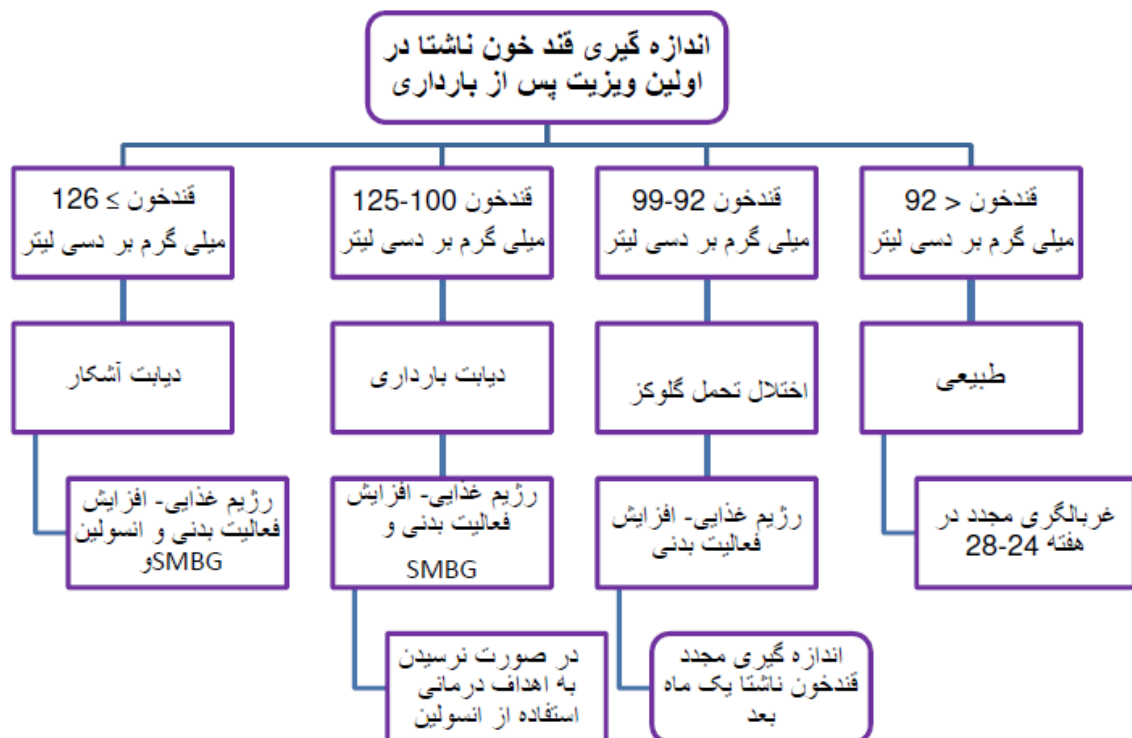 اندازه گیری قند خون ناشتا در
اولین ویزیت پس از بارداری
قندخون < 92
میلی گرم بر دسی لیتر
قندخون 92-99
میلی گرم بر دسی لیتر
قندخون 100-125
میلی گرم بر دسی لیتر
قندخون ≥ 126
میلی گرم بر دسی لیتر
طبیعی
اختلال تحمل گلوکز
دیابت بارداری
دیابت آشکار
غربالگری مجدد در
هفته 24-28
رژیم غذایی- افزایش
فعالیت بدنی
رژیم غذایی- افزایش
فعالیت بدنی و
SMBG
رژیم غذایی- افزایش
فعالیت بدنی و انسولین
وSMBG
اندازه گیری مجدد
قندخون ناشتا یک ماه
بعد
در صورت نرسیدن
به اهداف درمانی
استفاده از انسولین